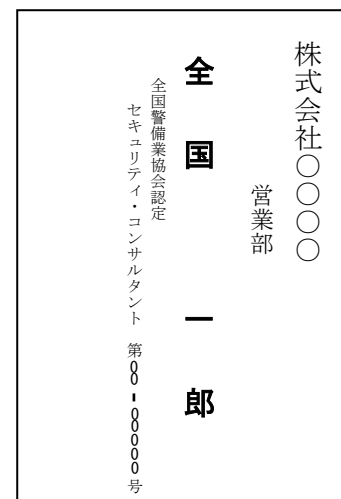 株式会社〇〇〇〇
営業部
全国 一郎
全国警備業協会認定
セキュリティ・コンサルタント 第00-00000号